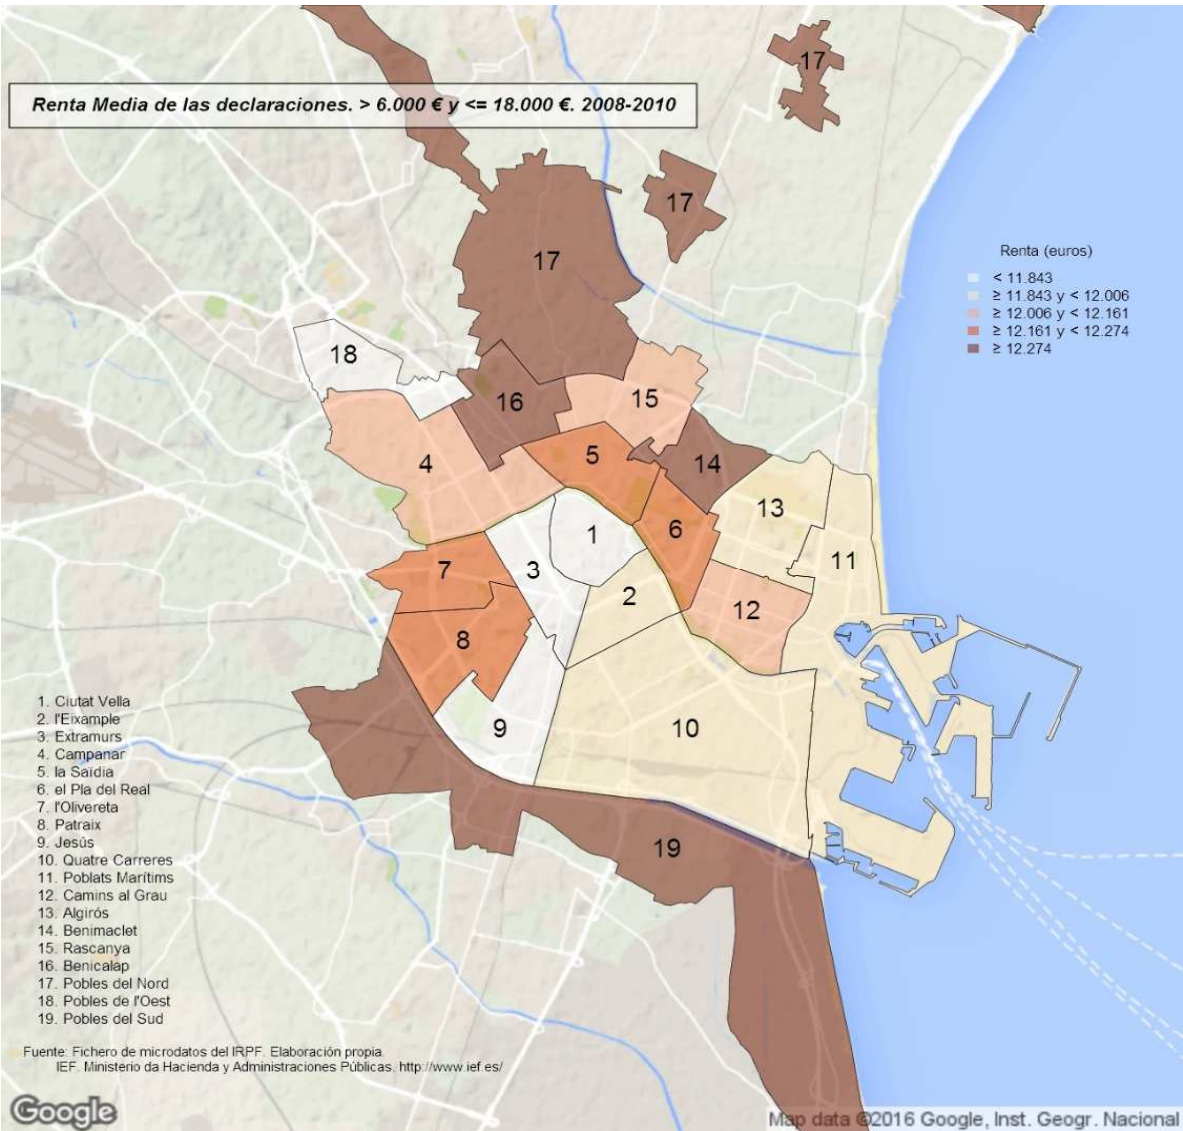 17
Renta Media de las declaraciones. > 6.000 € y <= 18.000 €. 2008-2010
17
17
Renta (euros)
< 11.843
≥ 11.843 y < 12.006
≥ 12.006 y < 12.161
≥ 12.161 y < 12.274
≥ 12.274
18
16
15
4
5
14
13
6
1
11
3
7
2
12
8
9
10
19
1. Ciutat Vella
2. l'Eixample
3. Extramurs
4. Campanar
5. la Saïdia
6. el Pla del Real
7. l'Olivereta
8. Patraix
9. Jesús
10. Quatre Carreres
11. Poblats Marítims
12. Camins al Grau
13. Algirós
14. Benimaclet
15. Rascanya
16. Benicalap
17. Pobles del Nord
18. Pobles de l'Oest
19. Pobles del Sud
Fuente: Fichero de microdatos del IRPF. Elaboración propia.
IEF. Ministerio da Hacienda y Administraciones Públicas. http://www.ief.es/
Google
Map data ©2016 Google, Inst. Geogr. Nacional